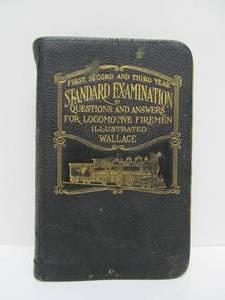 FIRST SECOND AND THIRD YEAR
STANDARD EXAMINATION
QUESTIONS AND ANSWERS
FOR LOCOMOTIVE FIREMEN
ILLUSTRATED
WALLACE